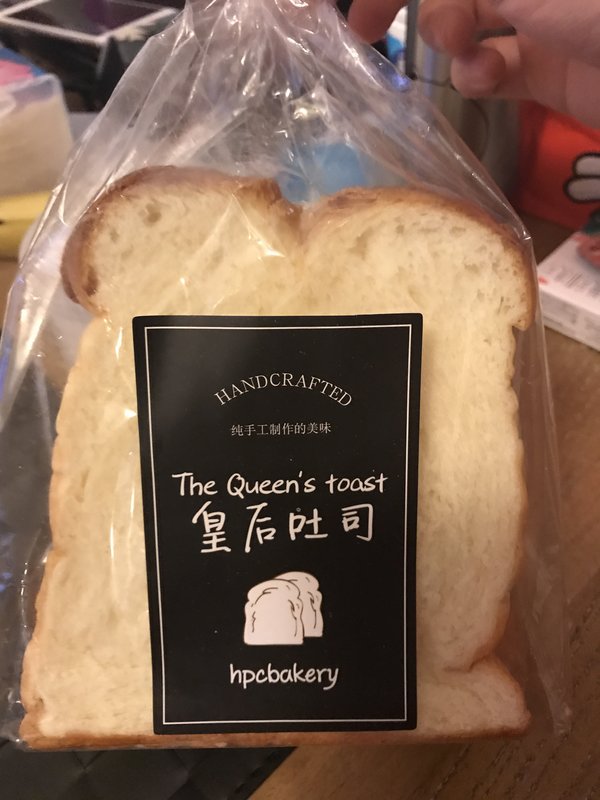 HANDCRAFTED
纯手工制作的美味
The Queen's toast
皇后吐司
hpcbakery